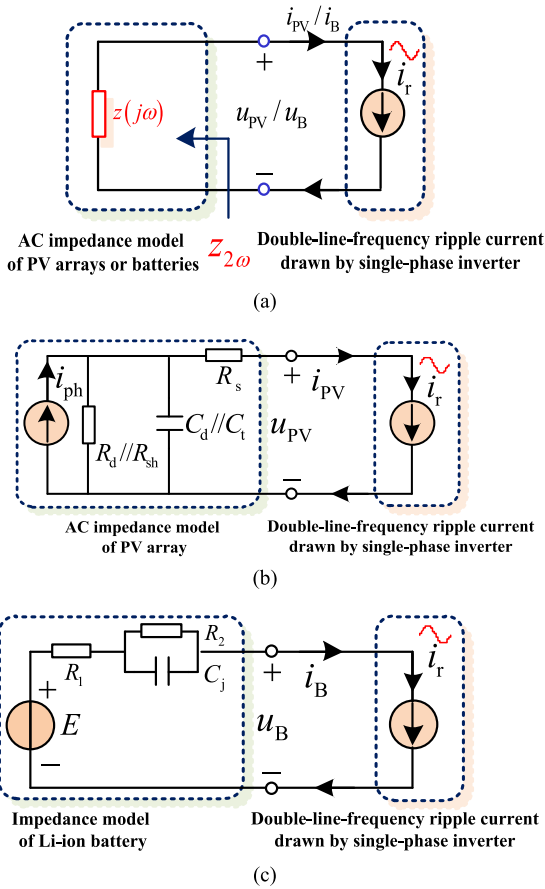 i_PV/i_B
+
z(jω)
u_PV/u_B
i_r
−
AC impedance model
of PV arrays or batteries
z_2ω
Double-line-frequency ripple current
drawn by single-phase inverter
(a)
i_ph
R_s
+
i_PV
i_r
R_d//R_sh
C_d//C_t
u_PV
−
AC impedance model
of PV array
Double-line-frequency ripple current
drawn by single-phase inverter
(b)
R_1
R_2
C_j
+
i_B
i_r
+
E
−
u_B
−
Impedance model
of Li-ion battery
Double-line-frequency ripple current
drawn by single-phase inverter
(c)